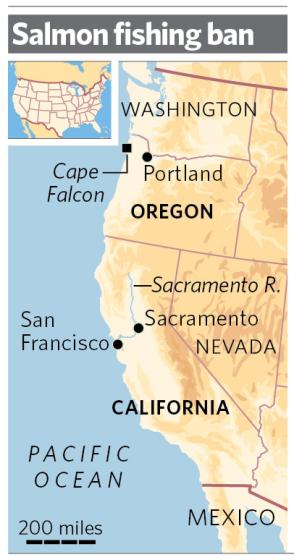 Salmon fishing ban
WASHINGTON
Cape
Falcon
Portland
OREGON
Sacramento R.
San
Francisco
Sacramento
NEVADA
CALIFORNIA
PACIFIC
OCEAN
MEXICO
200 miles